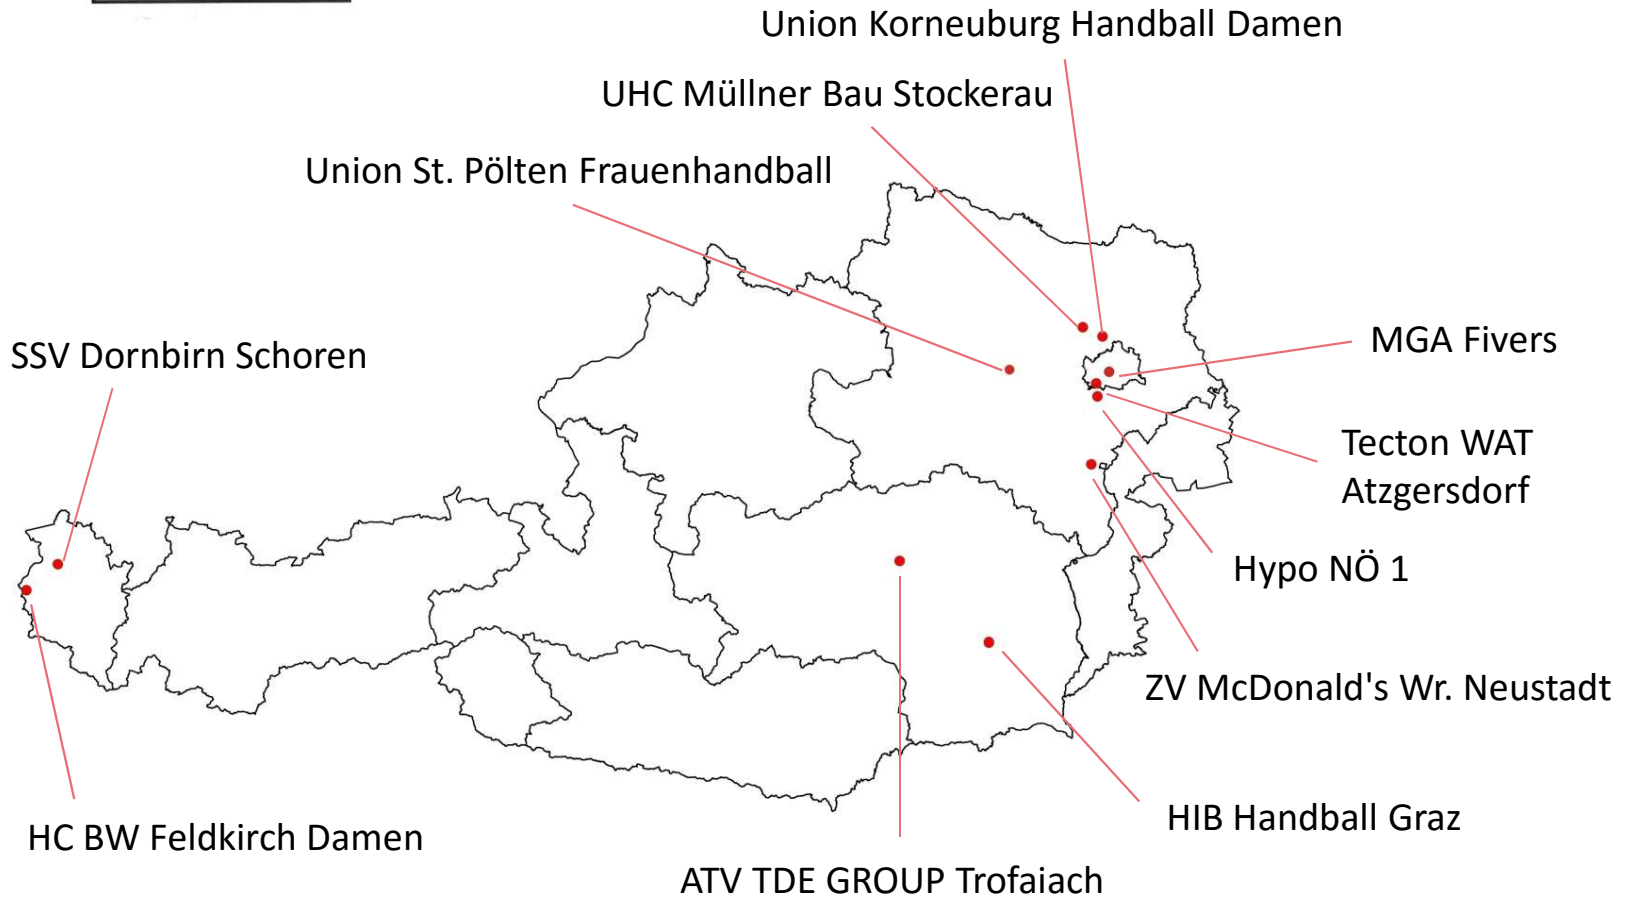 Union Korneuburg Handball Damen
UHC Müllner Bau Stockerau
Union St. Pölten Frauenhandball
SSV Dornbirn Schoren
MGA Fivers
Tecton WAT
Atzgersdorf
Hypo NÖ 1
ZV McDonald's Wr. Neustadt
HIB Handball Graz
HC BW Feldkirch Damen
ATV TDE GROUP Trofaiach